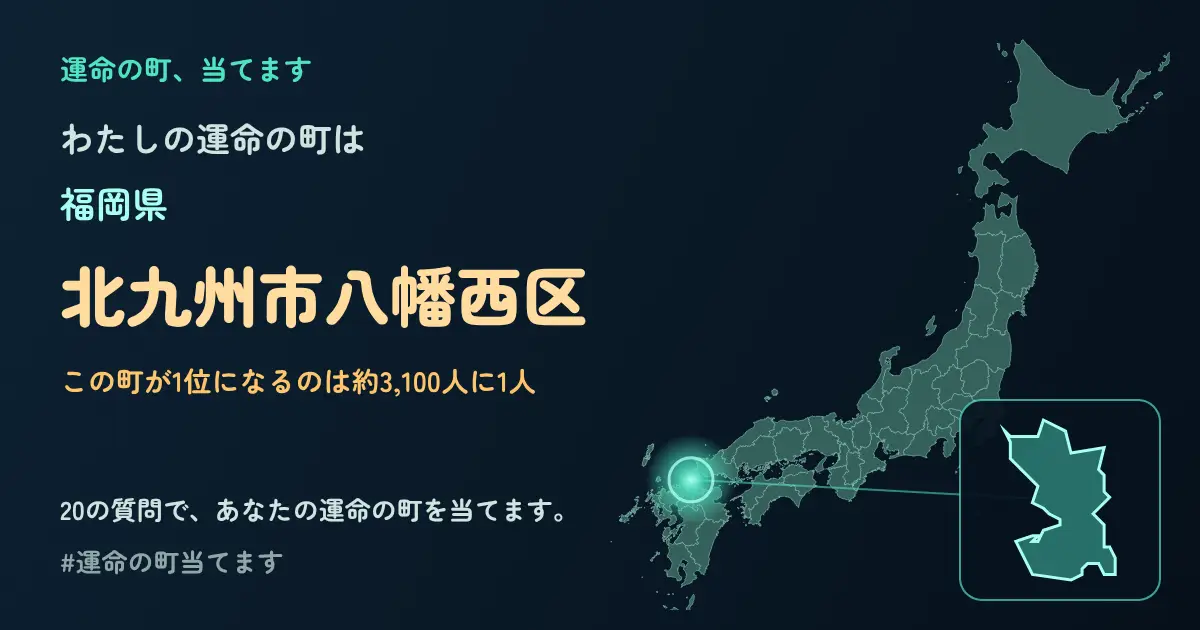 運命の町、当てます
わたしの運命の町は
福岡県
北九州市八幡西区
この町が1位になるのは約3,100人に1人
20の質問で、あなたの運命の町を当てます。
#運命の町当てます